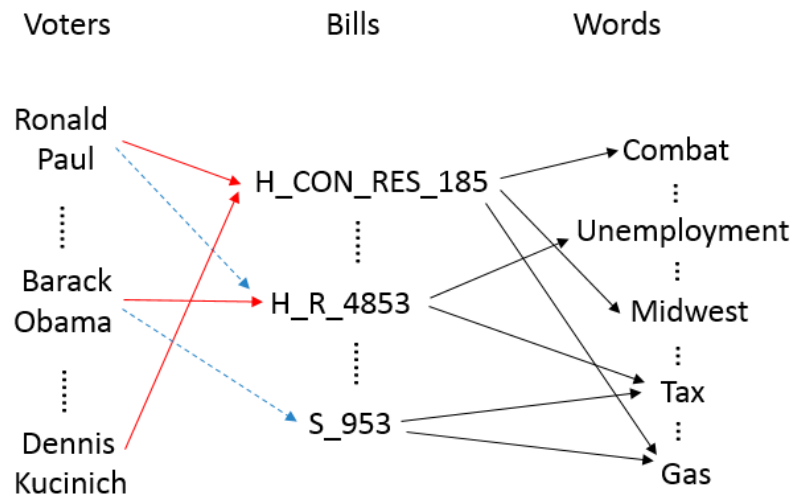 Voters
Bills
Words
Ronald
Paul
Barack
Obama
Dennis
Kucinich
H_CON_RES_185
H_R_4853
S_953
Combat
Unemployment
Midwest
Tax
Gas